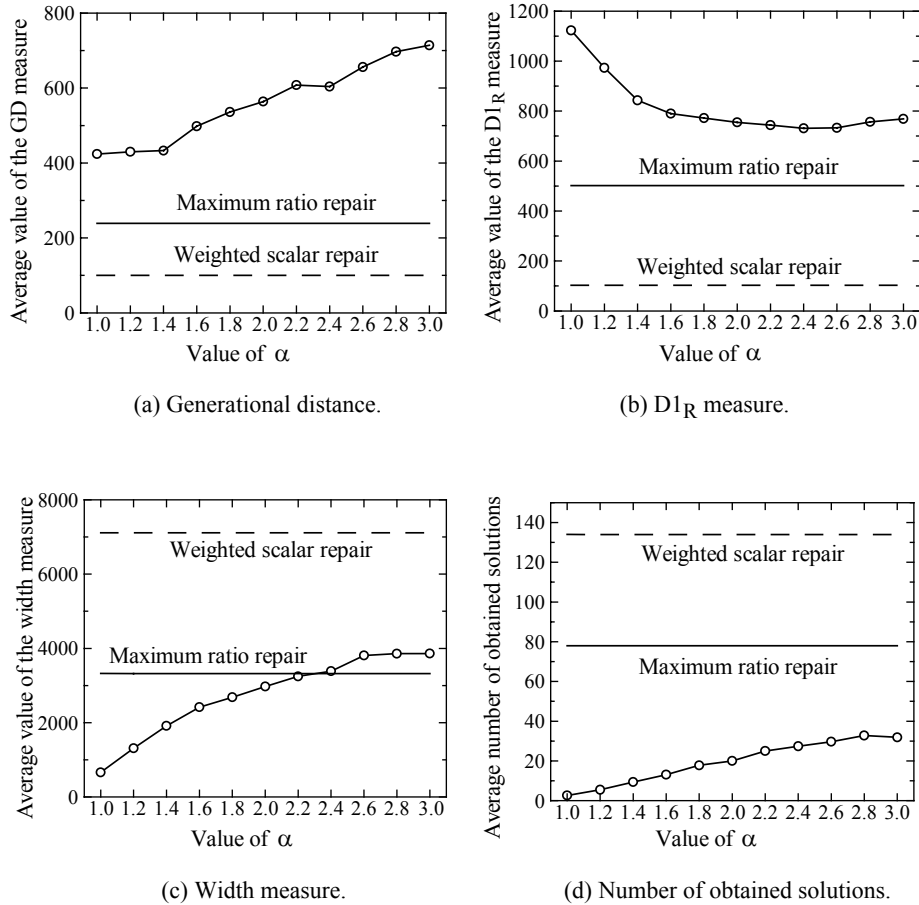 Average value of the GD measure
800
600
400
200
0
Maximum ratio repair
Weighted scalar repair
1.0 1.2 1.4 1.6 1.8 2.0 2.2 2.4 2.6 2.8 3.0
Value of α
(a) Generational distance.
Average value of the D1R measure
1200
1000
800
600
400
200
0
Maximum ratio repair
Weighted scalar repair
1.0 1.2 1.4 1.6 1.8 2.0 2.2 2.4 2.6 2.8 3.0
Value of α
(b) D1R measure.
Average value of the width measure
8000
6000
4000
2000
0
Weighted scalar repair
Maximum ratio repair
1.0 1.2 1.4 1.6 1.8 2.0 2.2 2.4 2.6 2.8 3.0
Value of α
(c) Width measure.
Average number of obtained solutions
140
120
100
80
60
40
20
0
Weighted scalar repair
Maximum ratio repair
1.0 1.2 1.4 1.6 1.8 2.0 2.2 2.4 2.6 2.8 3.0
Value of α
(d) Number of obtained solutions.